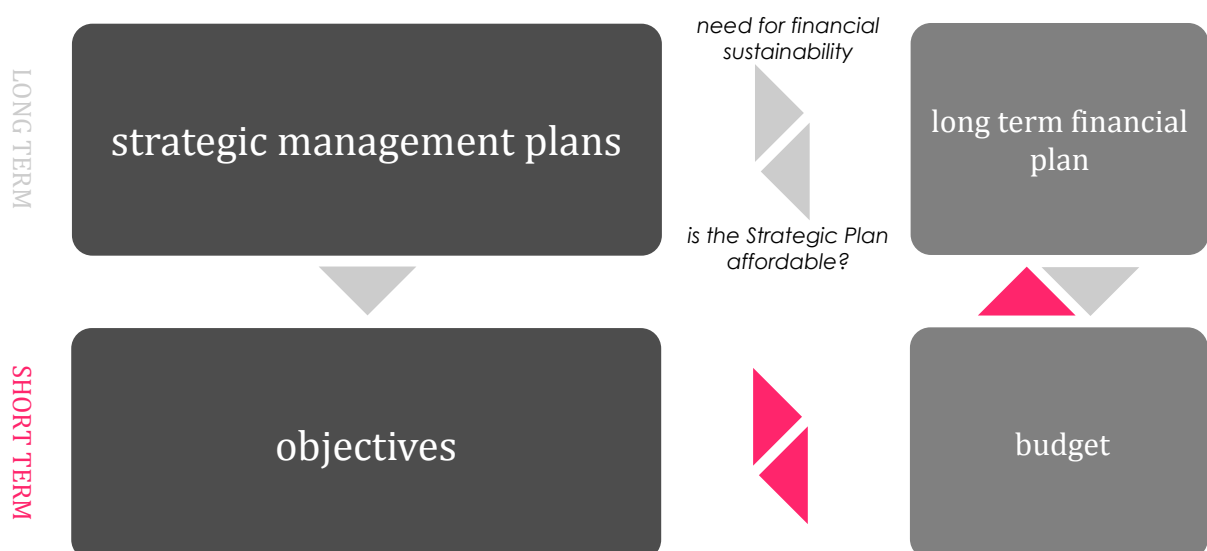 LONG TERM
strategic management plans
need for financial
sustainability
is the Strategic Plan
affordable?
long term financial
plan
SHORT TERM
objectives
budget